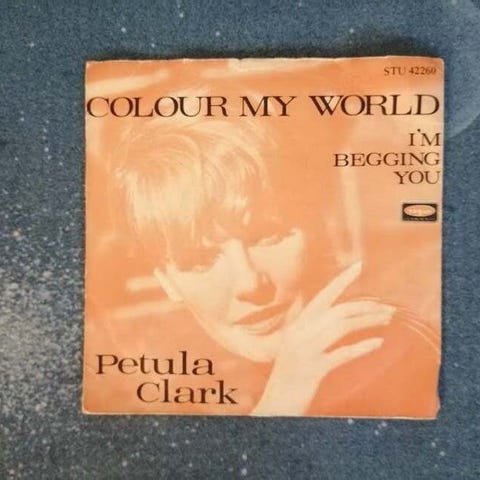 STU 42260
COLOUR MY WORLD
I'M
BEGGING
YOU
Petula
Clark